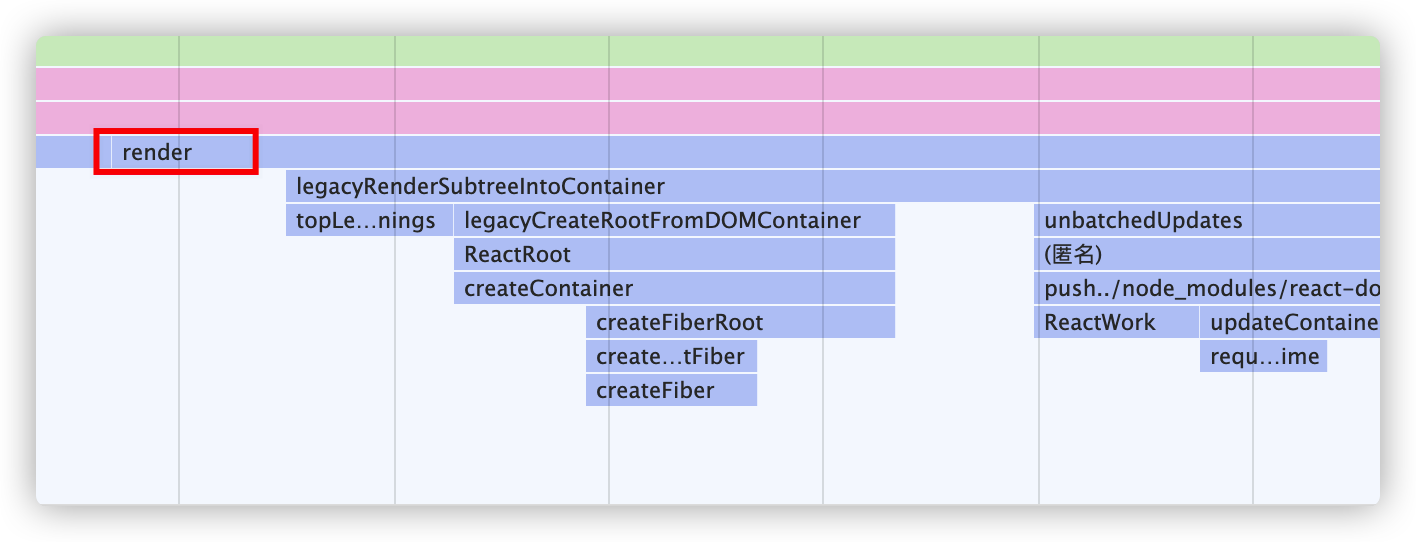 render
legacyRenderSubtreeIntoContainer
topLe…nings legacyCreateRootFromDOMContainer unbatchedUpdates
ReactRoot (匿名)
createContainer push../node_modules/react-do
createFiberRoot ReactWork updateContaine
create…tFiber requ…ime
createFiber